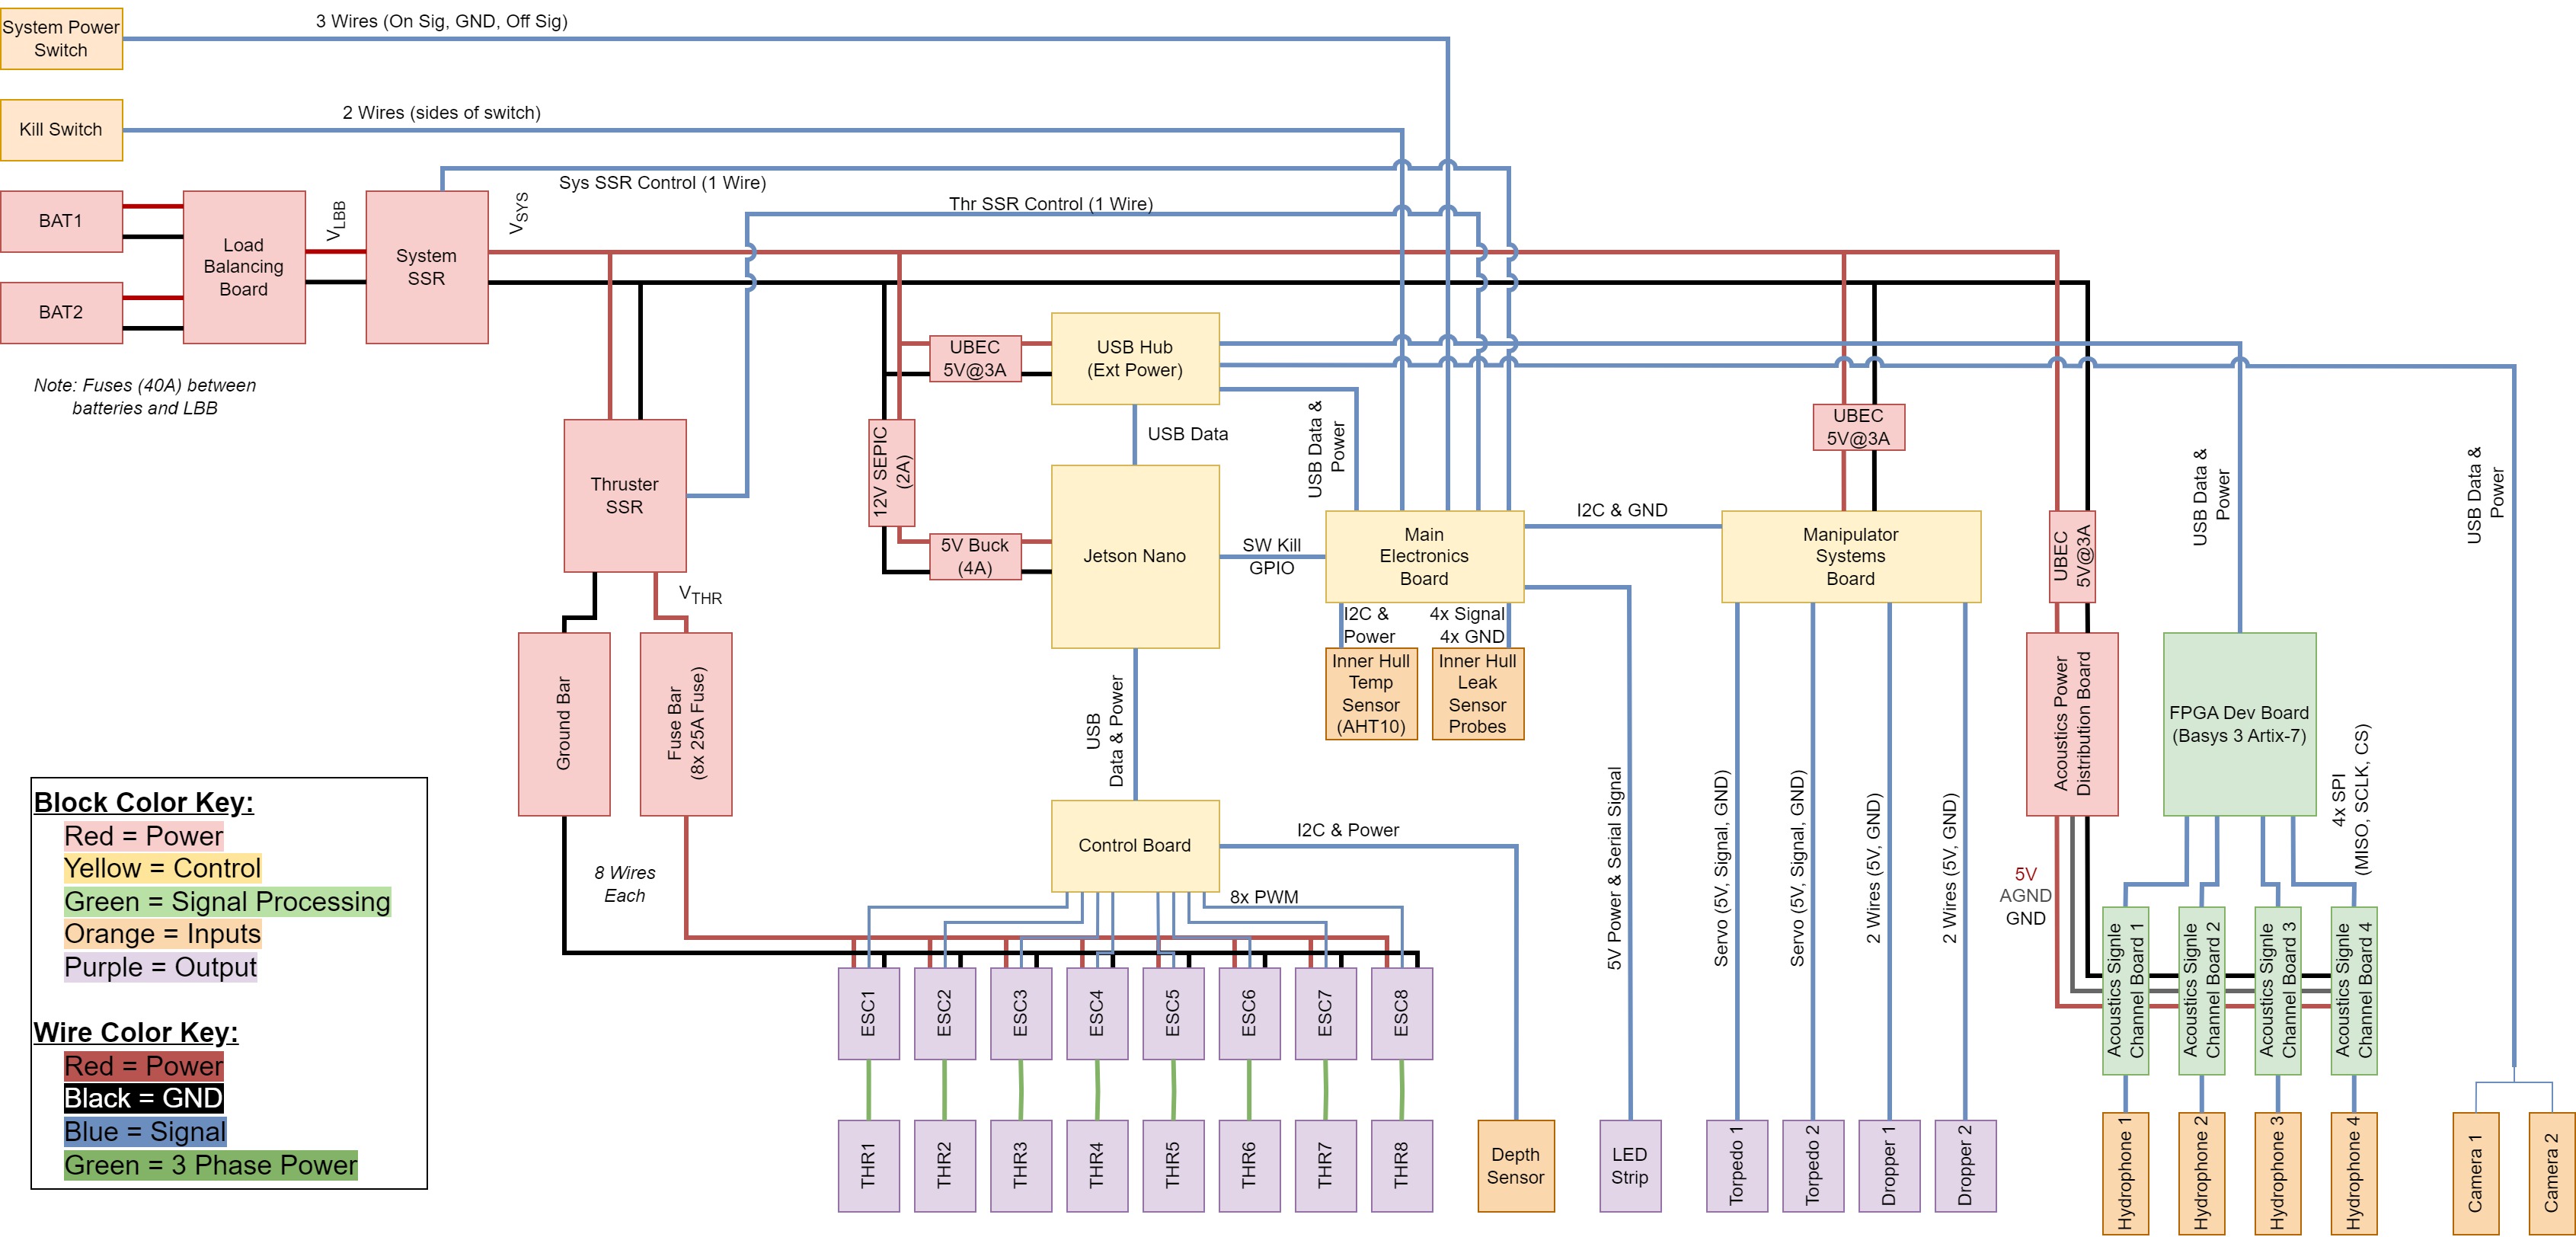 System Power
Switch
3 Wires (On Sig, GND, Off Sig)
Kill Switch
2 Wires (sides of switch)
Sys SSR Control (1 Wire)
Thr SSR Control (1 Wire)
BAT1
BAT2
Load
Balancing
Board
VLBB
System
SSR
VSYS
Note: Fuses (40A) between
batteries and LBB
UBEC
5V@3A
USB Hub
(Ext Power)
USB Data
USB Data &
Power
12V SEPIC
(2A)
5V Buck
(4A)
Jetson Nano
SW Kill
GPIO
Main
Electronics
Board
I2C & GND
UBEC
5V@3A
Manipulator
Systems
Board
UBEC
5V@3A
USB Data &
Power
USB Data &
Power
Thruster
SSR
VTHR
Ground Bar
Fuse Bar
(8x 25A Fuse)
8 Wires
Each
I2C &
Power
4x Signal
4x GND
Inner Hull
Temp
Sensor
(AHT10)
Inner Hull
Leak
Sensor
Probes
USB
Data & Power
Control Board
I2C & Power
8x PWM
5V Power & Serial Signal
Servo (5V, Signal, GND)
Servo (5V, Signal, GND)
2 Wires (5V, GND)
2 Wires (5V, GND)
Acoustics Power
Distribution Board
FPGA Dev Board
(Basys 3 Artix-7)
4x SPI
(MISO, SCLK, CS)
5V
AGND
GND
Acoustics Signle
Channel Board 1
Acoustics Signle
Channel Board 2
Acoustics Signle
Channel Board 3
Acoustics Signle
Channel Board 4
ESC1
ESC2
ESC3
ESC4
ESC5
ESC6
ESC7
ESC8
THR1
THR2
THR3
THR4
THR5
THR6
THR7
THR8
Depth
Sensor
LED
Strip
Torpedo 1
Torpedo 2
Dropper 1
Dropper 2
Hydrophone 1
Hydrophone 2
Hydrophone 3
Hydrophone 4
Camera 1
Camera 2
Block Color Key:
Red = Power
Yellow = Control
Green = Signal Processing
Orange = Inputs
Purple = Output
Wire Color Key:
Red = Power
Black = GND
Blue = Signal
Green = 3 Phase Power